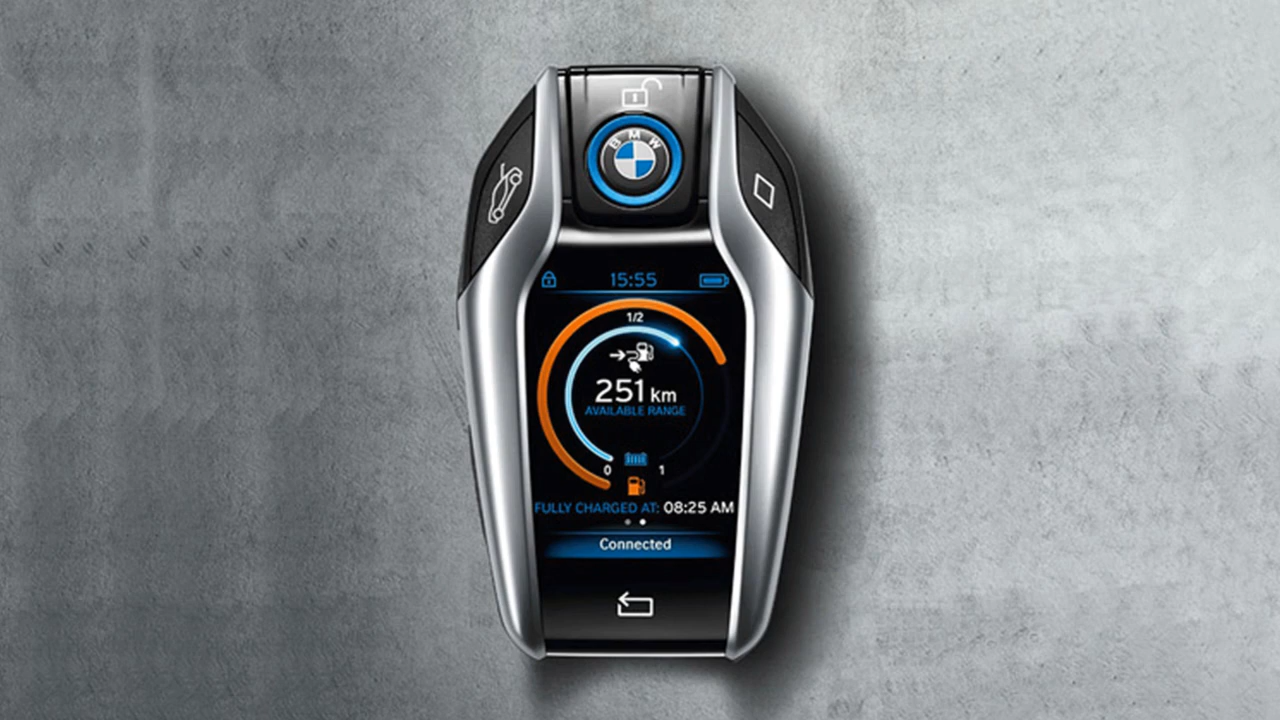 BMW
15:55
1/2
251 km
AVAILABLE RANGE
0 1
FULLY CHARGED AT: 08:25 AM
Connected